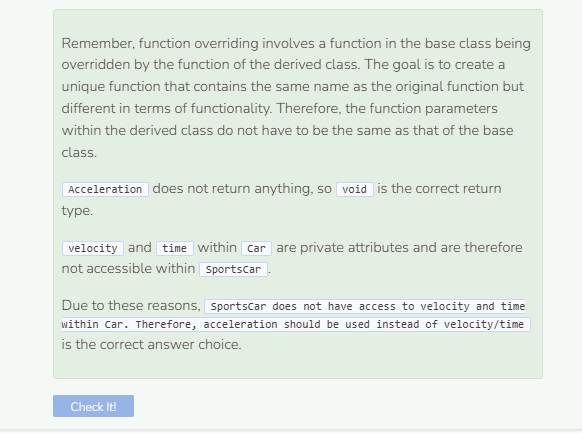 Remember, function overriding involves a function in the base class being
overridden by the function of the derived class. The goal is to create a
unique function that contains the same name as the original function but
different in terms of functionality. Therefore, the function parameters
within the derived class do not have to be the same as that of the base
class.
Acceleration does not return anything, so void is the correct return
type.
velocity and time within Car are private attributes and are therefore
not accessible within SportsCar.
Due to these reasons, SportsCar does not have access to velocity and time
within Car. Therefore, acceleration should be used instead of velocity/time
is the correct answer choice.
Check It!